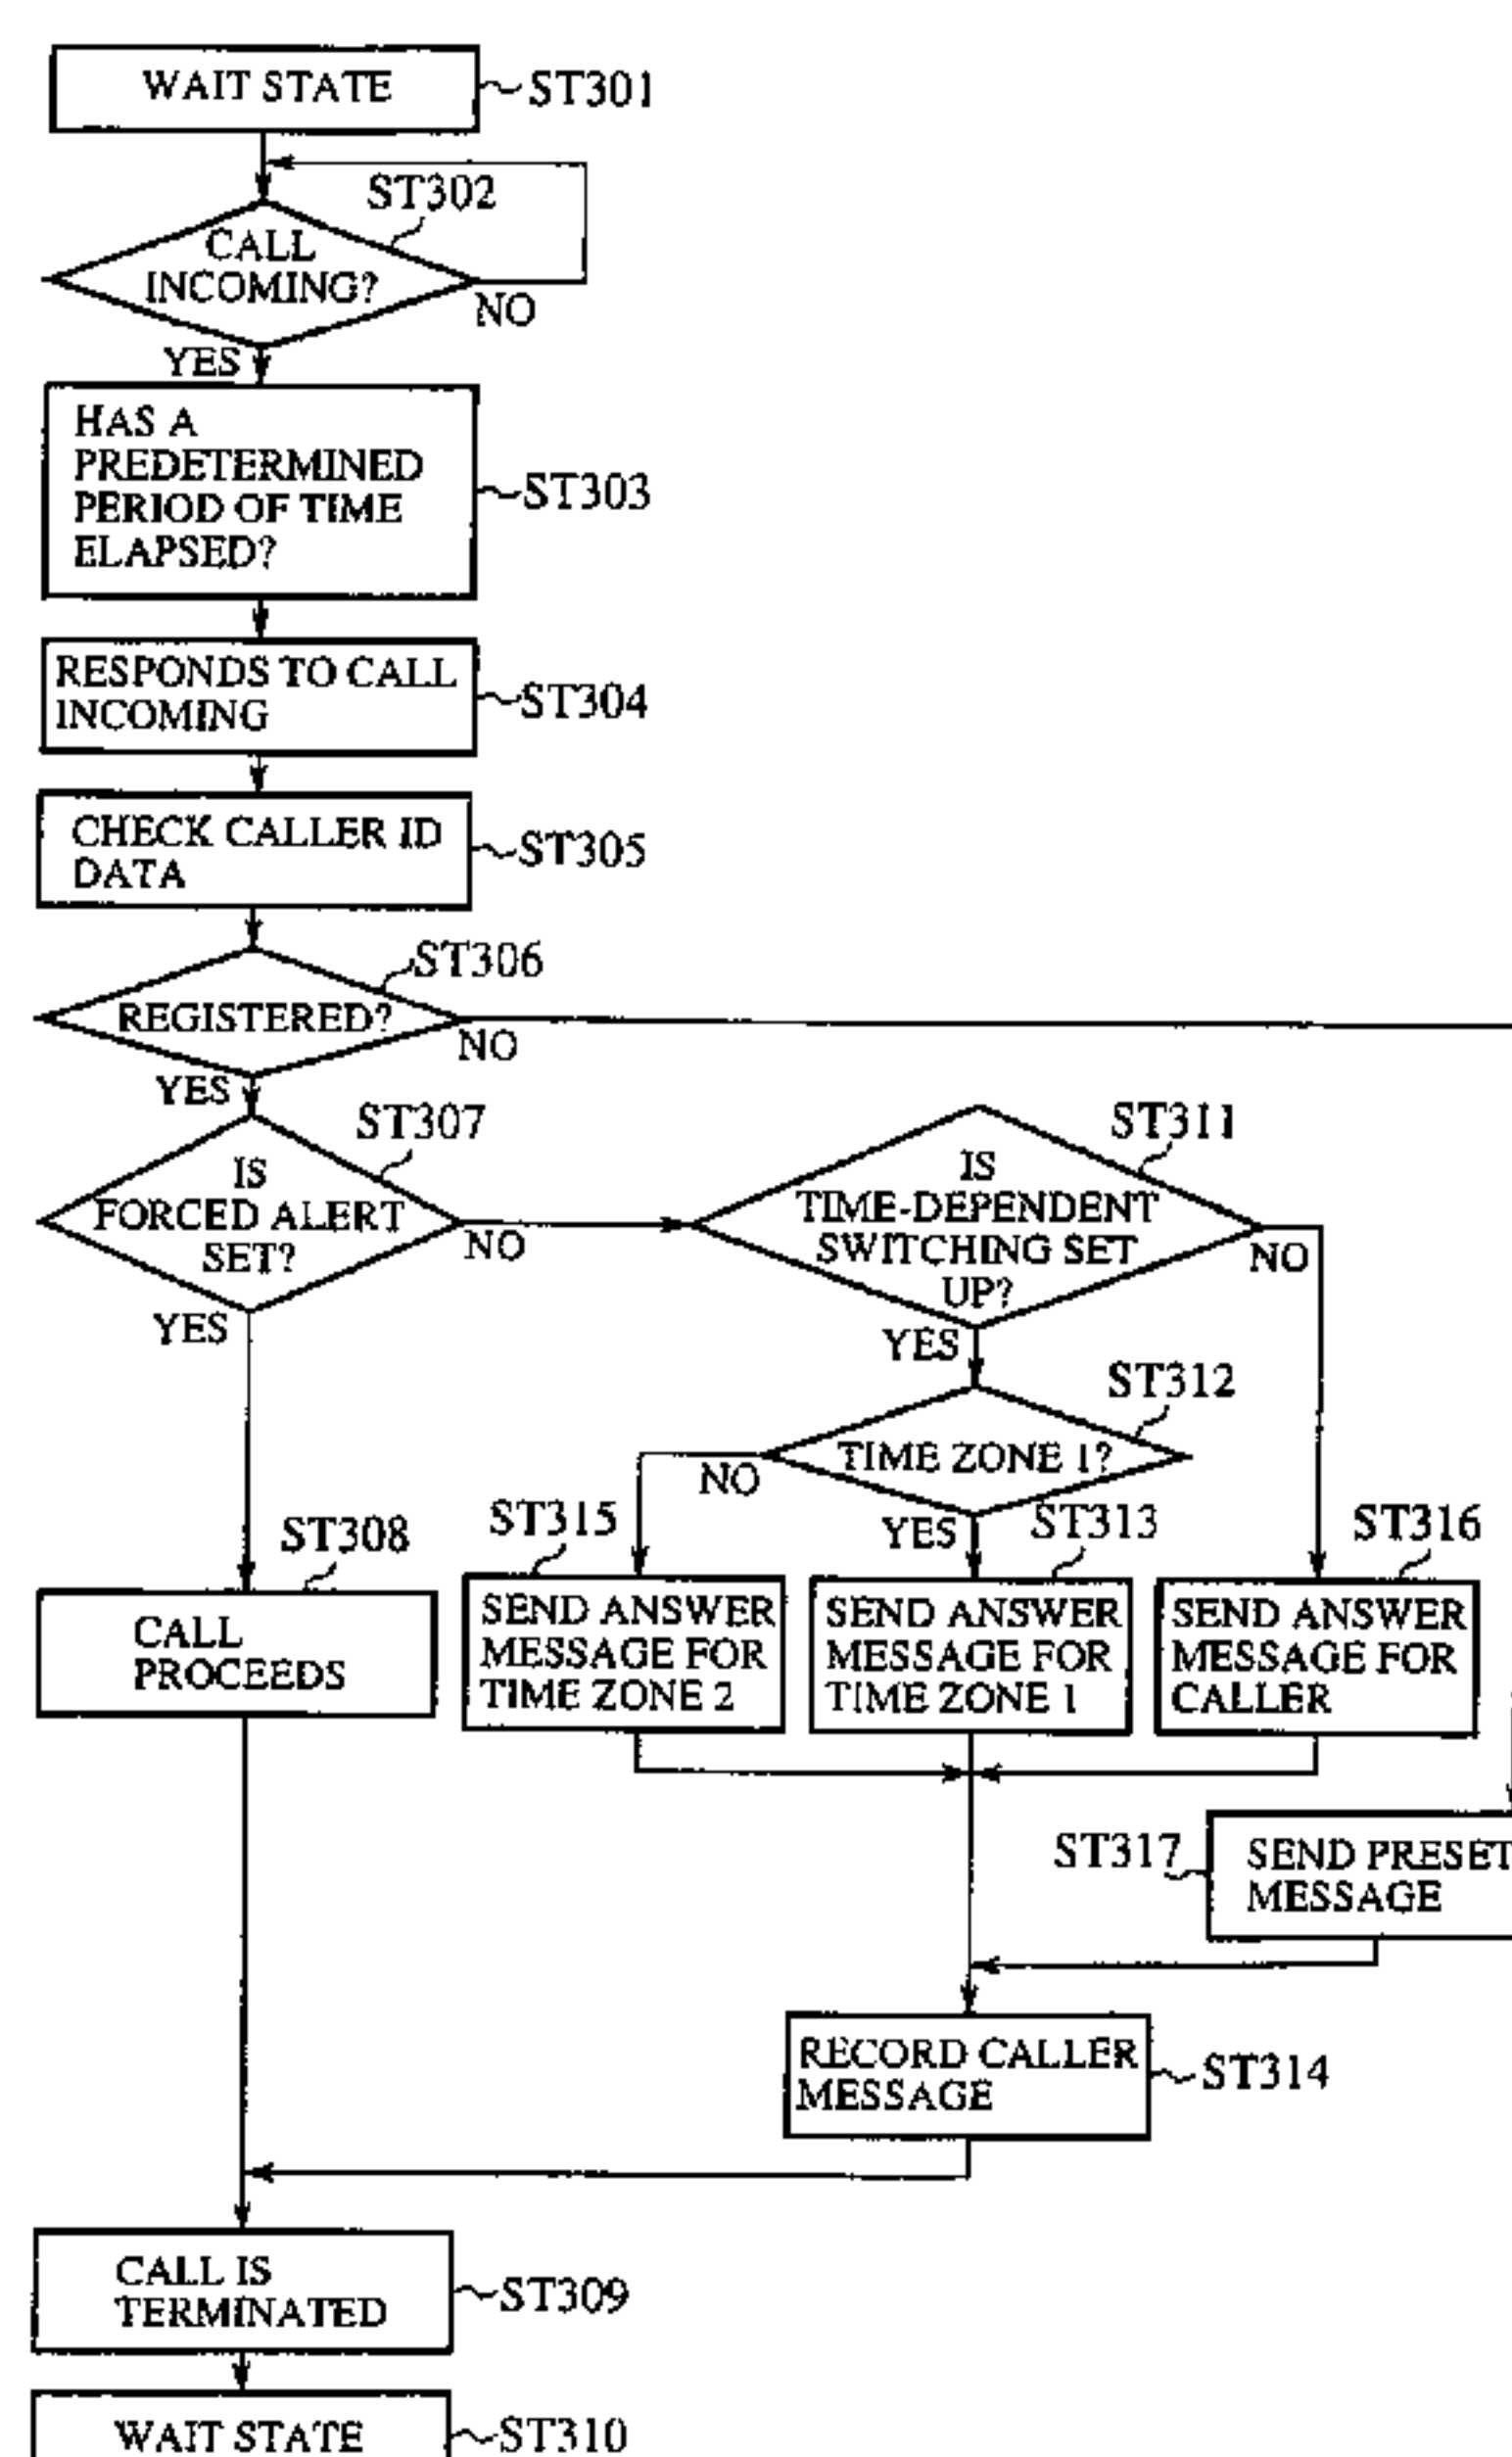 WAIT STATE
ST301
ST302
CALL
INCOMING?
NO
YES
HAS A
PREDETERMINED
PERIOD OF TIME
ELAPSED?
ST303
RESPONDS TO CALL
INCOMING
ST304
CHECK CALLER ID
DATA
ST305
ST306
REGISTERED?
NO
YES
ST307
IS
FORCED ALERT
SET?
NO
YES
ST311
IS
TIME-DEPENDENT
SWITCHING SET
UP?
NO
YES
ST312
TIME ZONE 1?
NO
YES
ST308
CALL
PROCEEDS
ST315
SEND ANSWER
MESSAGE FOR
TIME ZONE 2
ST313
SEND ANSWER
MESSAGE FOR
TIME ZONE 1
ST316
SEND ANSWER
MESSAGE FOR
CALLER
ST317
SEND PRESET
MESSAGE
RECORD CALLER
MESSAGE
ST314
CALL IS
TERMINATED
ST309
WAIT STATE
ST310